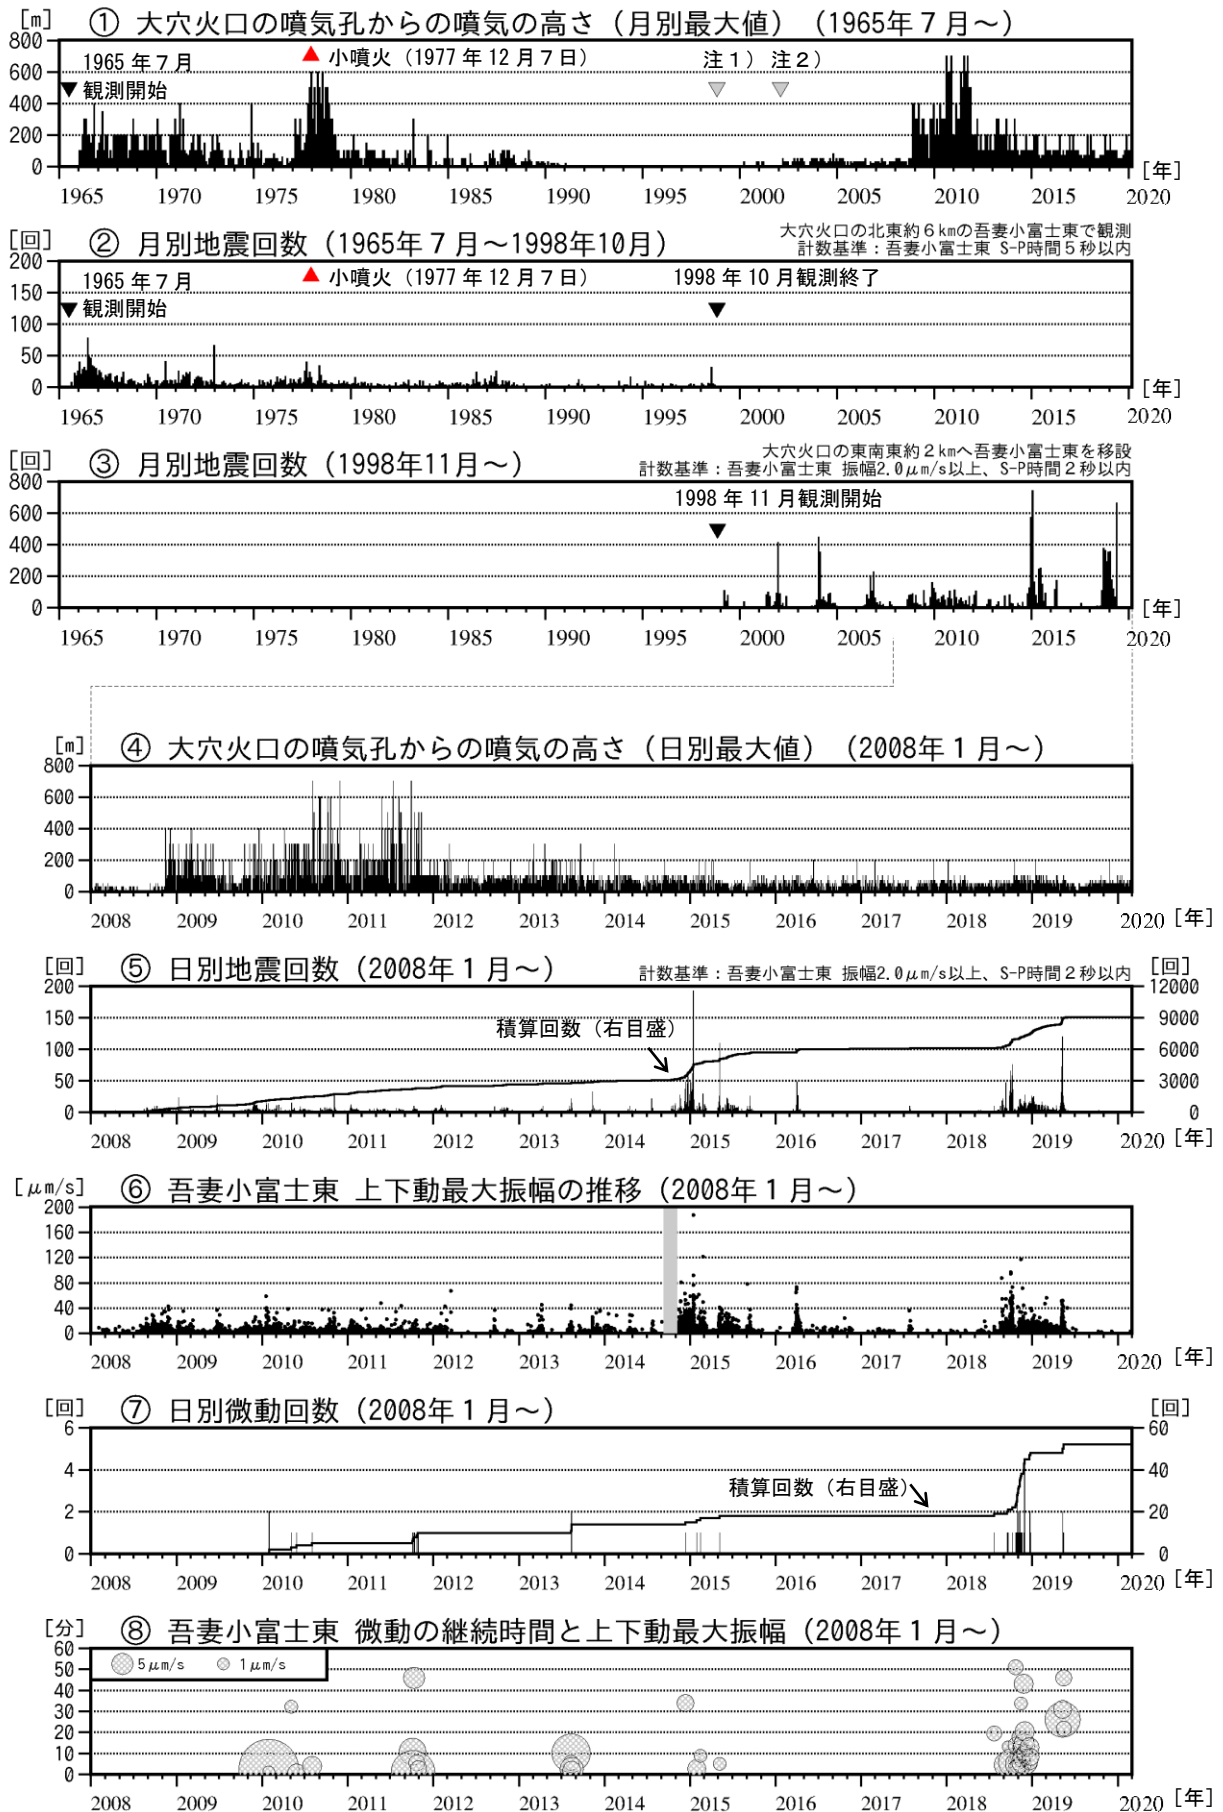 [m] ① 大穴火口の噴気孔からの噴気の高さ（月別最大値）（1965年７月～）
800
600
400
200
0
1965 年７月
▼ 観測開始
▲ 小噴火（1977 年 12 月７日）
注１） 注２）
1965 1970 1975 1980 1985 1990 1995 2000 2005 2010 2015 2020 [年]
[回] ② 月別地震回数（1965年７月～1998年10月）
大穴火口の北東約６kmの吾妻小富士東で観測
計数基準：吾妻小富士東 S-P時間５秒以内
200
150
100
50
0
1965 年７月
▼ 観測開始
▲ 小噴火（1977 年 12 月７日）
1998 年 10 月観測終了
1965 1970 1975 1980 1985 1990 1995 2000 2005 2010 2015 2020 [年]
[回] ③ 月別地震回数（1998年11月～）
大穴火口の東南東約２kmへ吾妻小富士東を移設
計数基準：吾妻小富士東 振幅2.0μm/s以上、S-P時間２秒以内
800
600
400
200
0
1998 年 11 月観測開始
1965 1970 1975 1980 1985 1990 1995 2000 2005 2010 2015 2020 [年]
[m] ④ 大穴火口の噴気孔からの噴気の高さ（日別最大値）（2008年１月～）
800
600
400
200
0
2008 2009 2010 2011 2012 2013 2014 2015 2016 2017 2018 2019 2020 [年]
[回] ⑤ 日別地震回数（2008年１月～） 計数基準：吾妻小富士東 振幅2.0μm/s以上、S-P時間２秒以内 [回]
200 12000
150 9000
100 6000
50 3000
0 0
積算回数（右目盛）
2008 2009 2010 2011 2012 2013 2014 2015 2016 2017 2018 2019 2020 [年]
[μm/s] ⑥ 吾妻小富士東 上下動最大振幅の推移（2008年１月～）
200
160
120
80
40
0
2008 2009 2010 2011 2012 2013 2014 2015 2016 2017 2018 2019 2020 [年]
[回] ⑦ 日別微動回数（2008年１月～） [回]
6 60
4 40
2 20
0 0
積算回数（右目盛）
2008 2009 2010 2011 2012 2013 2014 2015 2016 2017 2018 2019 2020 [年]
[分] ⑧ 吾妻小富士東 微動の継続時間と上下動最大振幅（2008年１月～）
60
50
40
30
20
10
0
5μm/s 1μm/s
2008 2009 2010 2011 2012 2013 2014 2015 2016 2017 2018 2019 2020 [年]